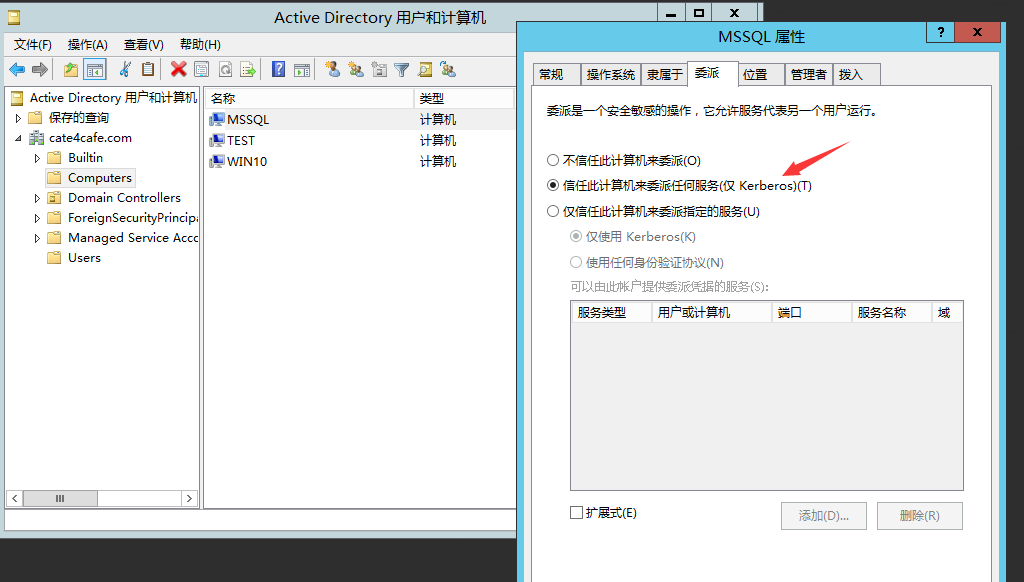 Active Directory 用户和计算机
文件(F) 操作(A) 查看(V) 帮助(H)
Active Directory 用户和计算机
保存的查询
cate4cafe.com
Builtin
Computers
Domain Controllers
ForeignSecurityPrincipa
Managed Service Acco
Users
名称 类型
MSSQL 计算机
TEST 计算机
WIN10 计算机
MSSQL 属性
常规 操作系统 隶属于 委派 位置 管理者 拨入
委派是一个安全敏感的操作，它允许服务代表另一个用户运行。
不信任此计算机来委派(O)
信任此计算机来委派任何服务(仅 Kerberos)(T)
仅信任此计算机来委派指定的服务(U)
仅使用 Kerberos(K)
使用任何身份验证协议(N)
可以由此帐户提供委派凭据的服务(S):
服务类型 用户或计算机 端口 服务名称 域
扩展式(E)
添加(D)... 删除(R)